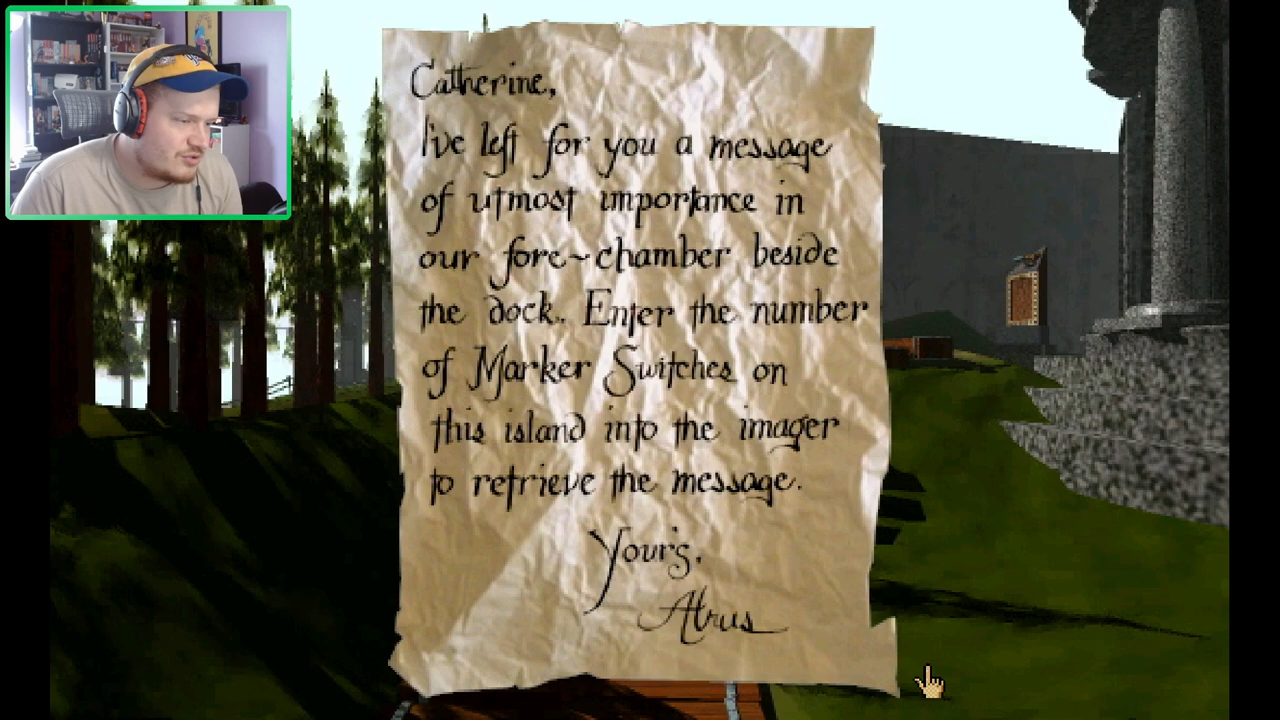 Catherine,
I've left for you a message
of utmost importance in
our fore~chamber beside
the dock. Enter the number
of Marker Switches on
this island into the imager
to retrieve the message.
Yours,
Atrus